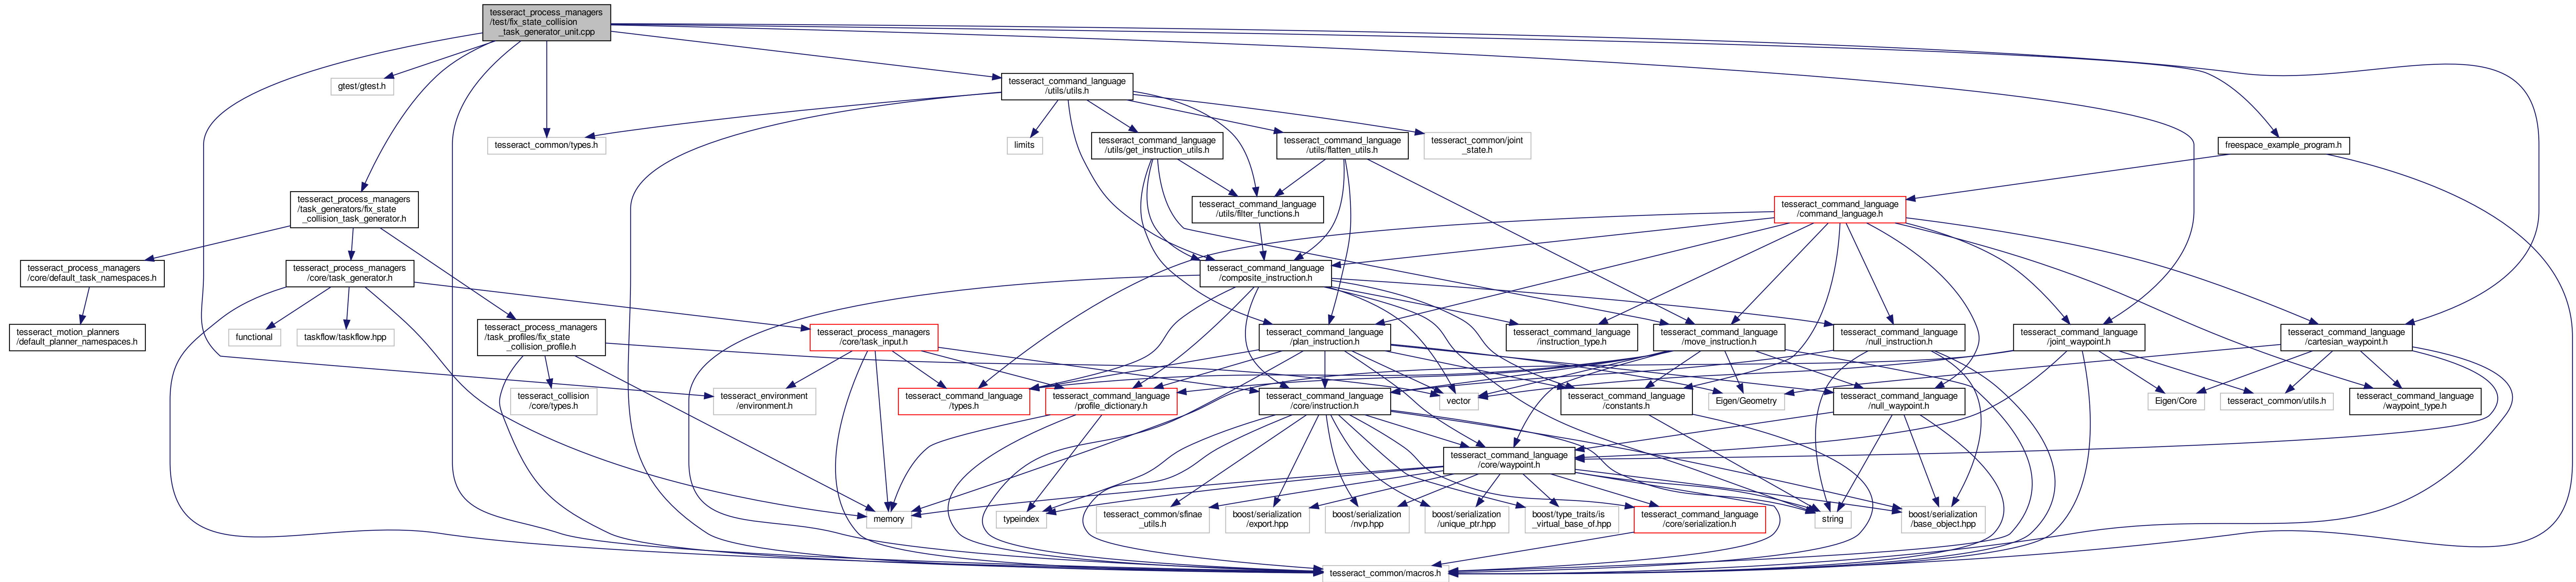 tesseract_process_managers
/test/fix_state_collision
_task_generator_unit.cpp
gtest/gtest.h
tesseract_command_language
/utils/utils.h
tesseract_common/types.h
limits
tesseract_command_language
/utils/get_instruction_utils.h
tesseract_command_language
/utils/flatten_utils.h
tesseract_common/joint
_state.h
freespace_example_program.h
tesseract_process_managers
/task_generators/fix_state
_collision_task_generator.h
tesseract_command_language
/utils/filter_functions.h
tesseract_command_language
/command_language.h
tesseract_process_managers
/core/default_task_namespaces.h
tesseract_process_managers
/core/task_generator.h
tesseract_command_language
/composite_instruction.h
tesseract_motion_planners
/default_planner_namespaces.h
functional
taskflow/taskflow.hpp
tesseract_process_managers
/task_profiles/fix_state
_collision_profile.h
tesseract_process_managers
/core/task_input.h
tesseract_command_language
/plan_instruction.h
tesseract_command_language
/instruction_type.h
tesseract_command_language
/move_instruction.h
tesseract_command_language
/null_instruction.h
tesseract_command_language
/joint_waypoint.h
tesseract_command_language
/cartesian_waypoint.h
tesseract_collision
/core/types.h
tesseract_environment
/environment.h
tesseract_command_language
/types.h
tesseract_command_language
/profile_dictionary.h
tesseract_command_language
/core/instruction.h
vector
tesseract_command_language
/constants.h
Eigen/Geometry
tesseract_command_language
/null_waypoint.h
Eigen/Core
tesseract_common/utils.h
tesseract_command_language
/waypoint_type.h
tesseract_command_language
/core/waypoint.h
memory
typeindex
tesseract_common/sfinae
_utils.h
boost/serialization
/export.hpp
boost/serialization
/nvp.hpp
boost/serialization
/unique_ptr.hpp
boost/type_traits/is
_virtual_base_of.hpp
tesseract_command_language
/core/serialization.h
string
boost/serialization
/base_object.hpp
tesseract_common/macros.h